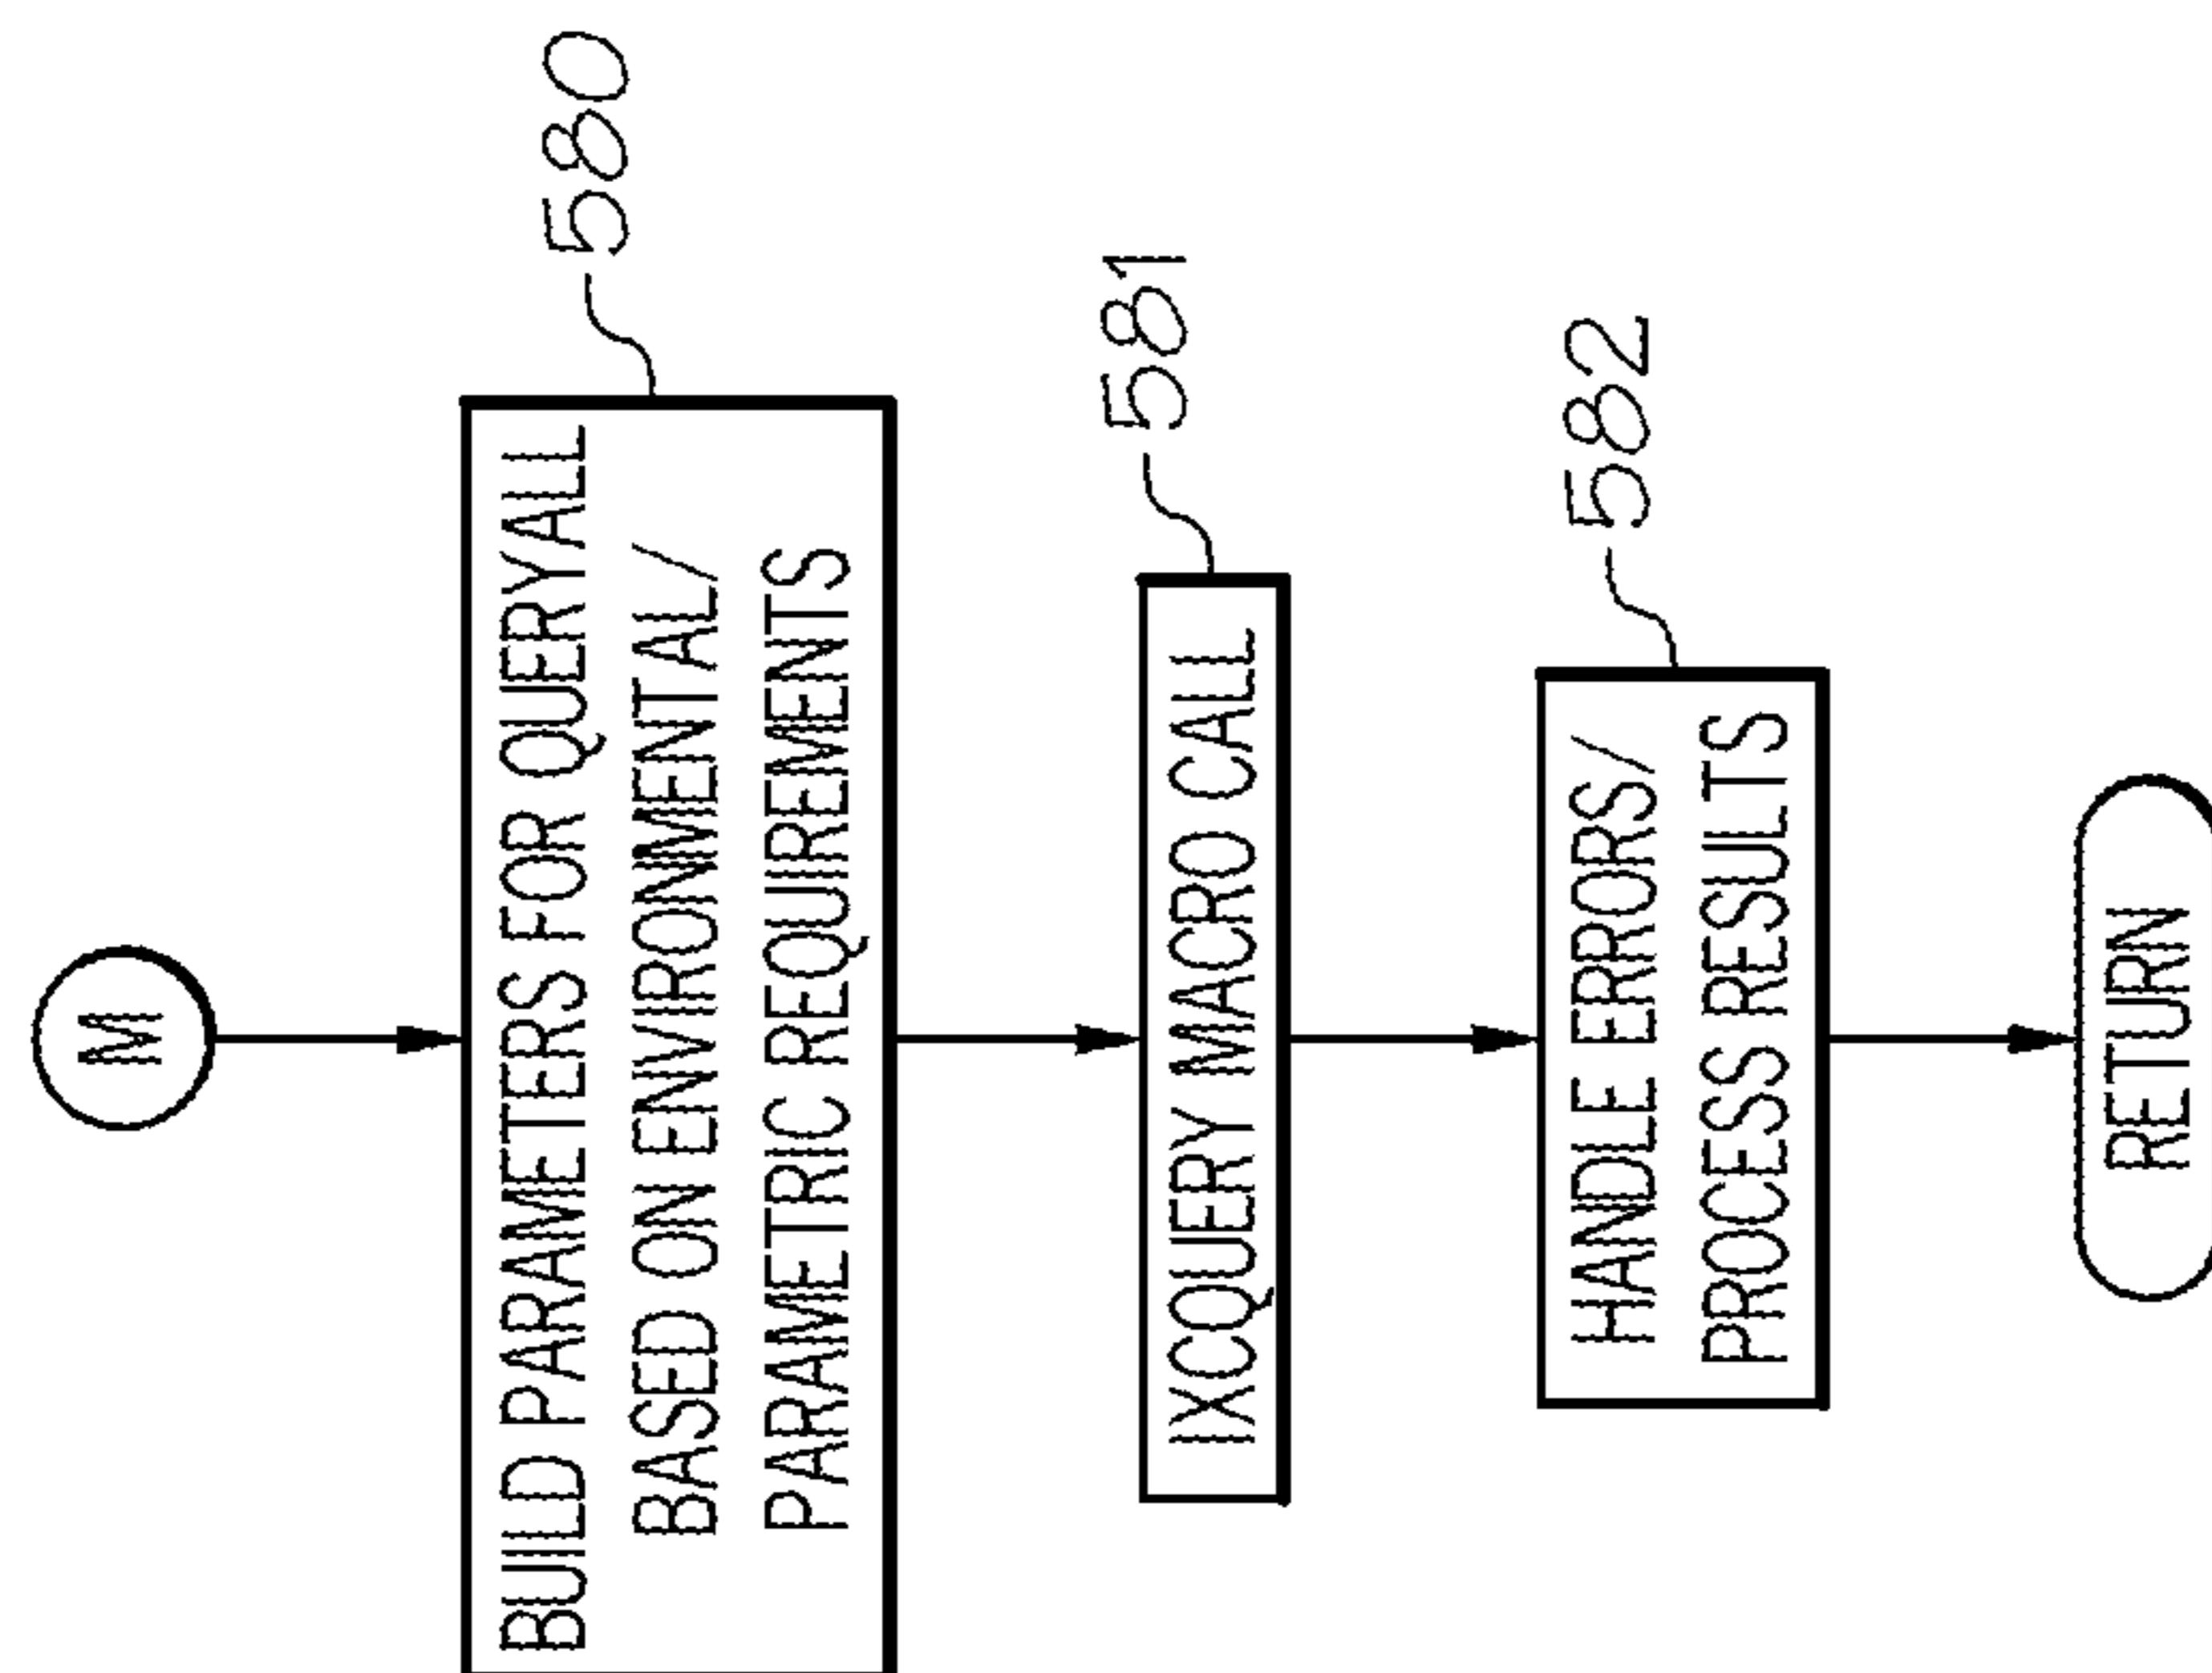 M
580
BUILD PARAMETERS FOR QUERYALL
BASED ON ENVIRONMENTAL/
PARAMETRIC REQUIREMENTS
581
IXCQUERY MACRO CALL
582
HANDLE ERRORS/
PROCESS RESULTS
RETURN